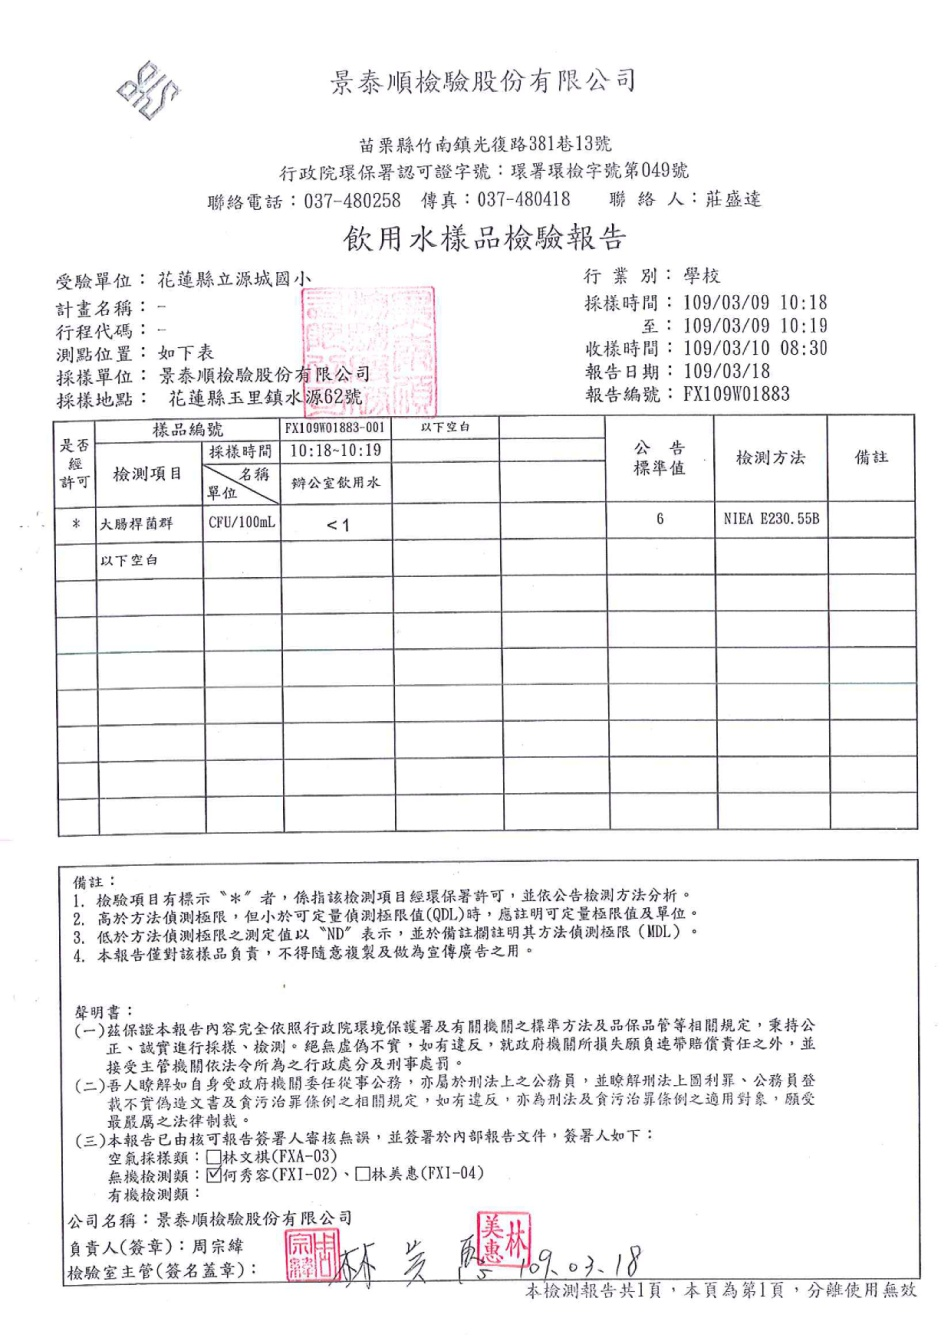 景泰順檢驗股份有限公司
苗栗縣竹南鎮光復路381巷13號
行政院環保署認可證字號：環署環檢字號第049號
聯絡電話：037-480258 傳真：037-480418 聯 絡 人：莊盛達
飲用水樣品檢驗報告
受驗單位： 花蓮縣立源城國小 行 業 別： 學校
計畫名稱： － 採樣時間： 109/03/09 10:18
行程代碼： － 至： 109/03/09 10:19
測點位置： 如下表 收樣時間： 109/03/10 08:30
採樣單位： 景泰順檢驗股份有限公司 報告日期： 109/03/18
採樣地點： 花蓮縣玉里鎮水源62號 報告編號： FX109W01883
是否經許可 樣品編號 FX109W01883-001 以下空白 公告標準值 檢測方法 備註
檢測項目 採樣時間 10:18~10:19
名稱 單位 辦公室飲用水
* 大腸桿菌群 CFU/100mL <1 6 NIEA E230.55B
以下空白
備註：
1. 檢驗項目有標示〝*〞者，係指該檢測項目經環保署許可，並依公告檢測方法分析。
2. 高於方法偵測極限，但小於可定量偵測極限值(QDL)時，應註明可定量極限值及單位。
3. 低於方法偵測極限之測定值以〝ND〞表示，並於備註欄註明其方法偵測極限（MDL）。
4. 本報告僅對該樣品負責，不得隨意複製及做為宣傳廣告之用。
聲明書：
(一)茲保證本報告內容完全依照行政院環境保護署及有關機關之標準方法及品保品管等相關規定，秉持公
正、誠實進行採樣、檢測。絕無虛偽不實，如有違反，就政府機關所損失願負連帶賠償責任之外，並
接受主管機關依法令所為之行政處分及刑事處罰。
(二)吾人瞭解如自身受政府機關委任從事公務，亦屬於刑法上之公務員，並瞭解刑法上圖利罪、公務員登
載不實偽造文書及貪污治罪條例之相關規定，如有違反，亦為刑法及貪污治罪條例之適用對象，願受
最嚴厲之法律制裁。
(三)本報告已由核可報告簽署人審核無誤，並簽署於內部報告文件，簽署人如下：
空氣採樣類：□林文棋(FXA-03)
無機檢測類：☑何秀容(FXI-02)、□林美惠(FXI-04)
有機檢測類：
公司名稱：景泰順檢驗股份有限公司
負責人(簽章)：周宗緯
周宗緯
林美惠
檢驗室主管(簽名蓋章)： 109.03.18
本檢測報告共1頁，本頁為第1頁，分離使用無效